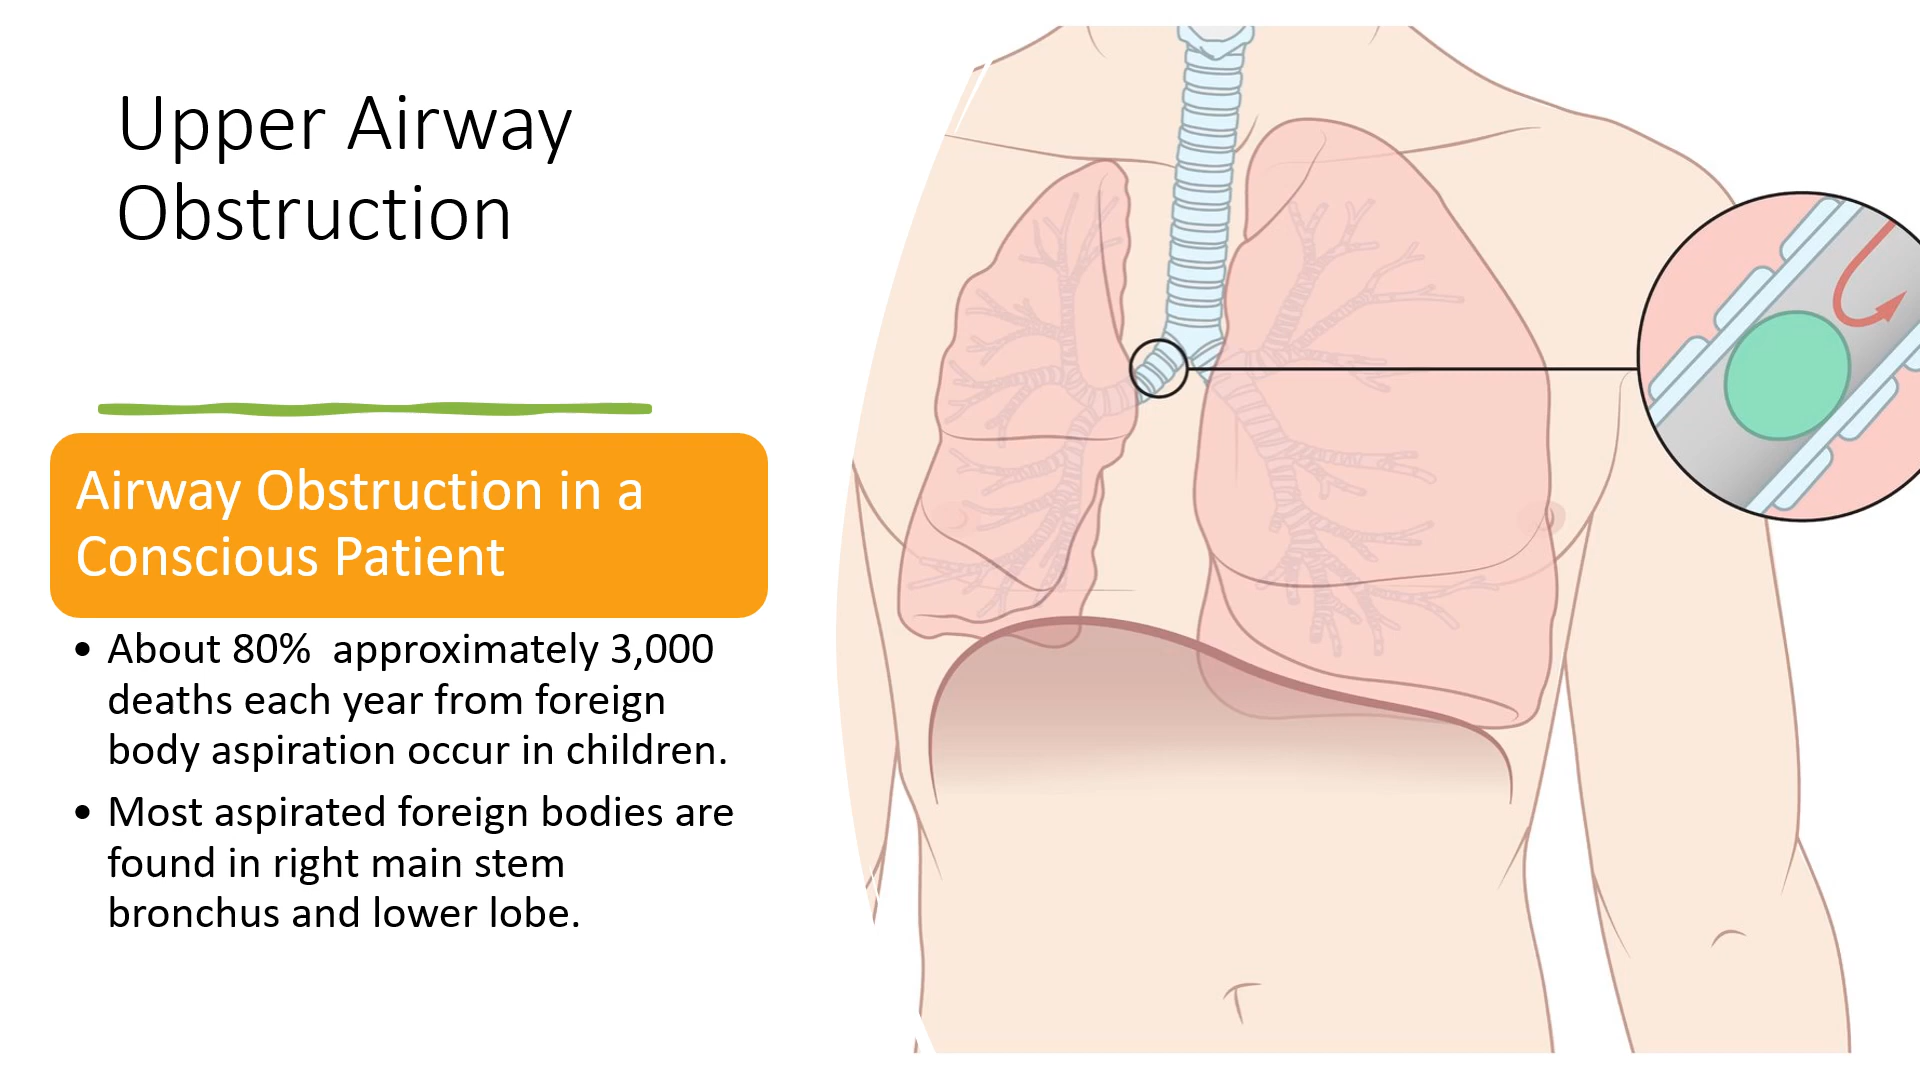 Upper Airway
Obstruction
Airway Obstruction in a
Conscious Patient
• About 80%  approximately 3,000
deaths each year from foreign
body aspiration occur in children.
• Most aspirated foreign bodies are
found in right main stem
bronchus and lower lobe.